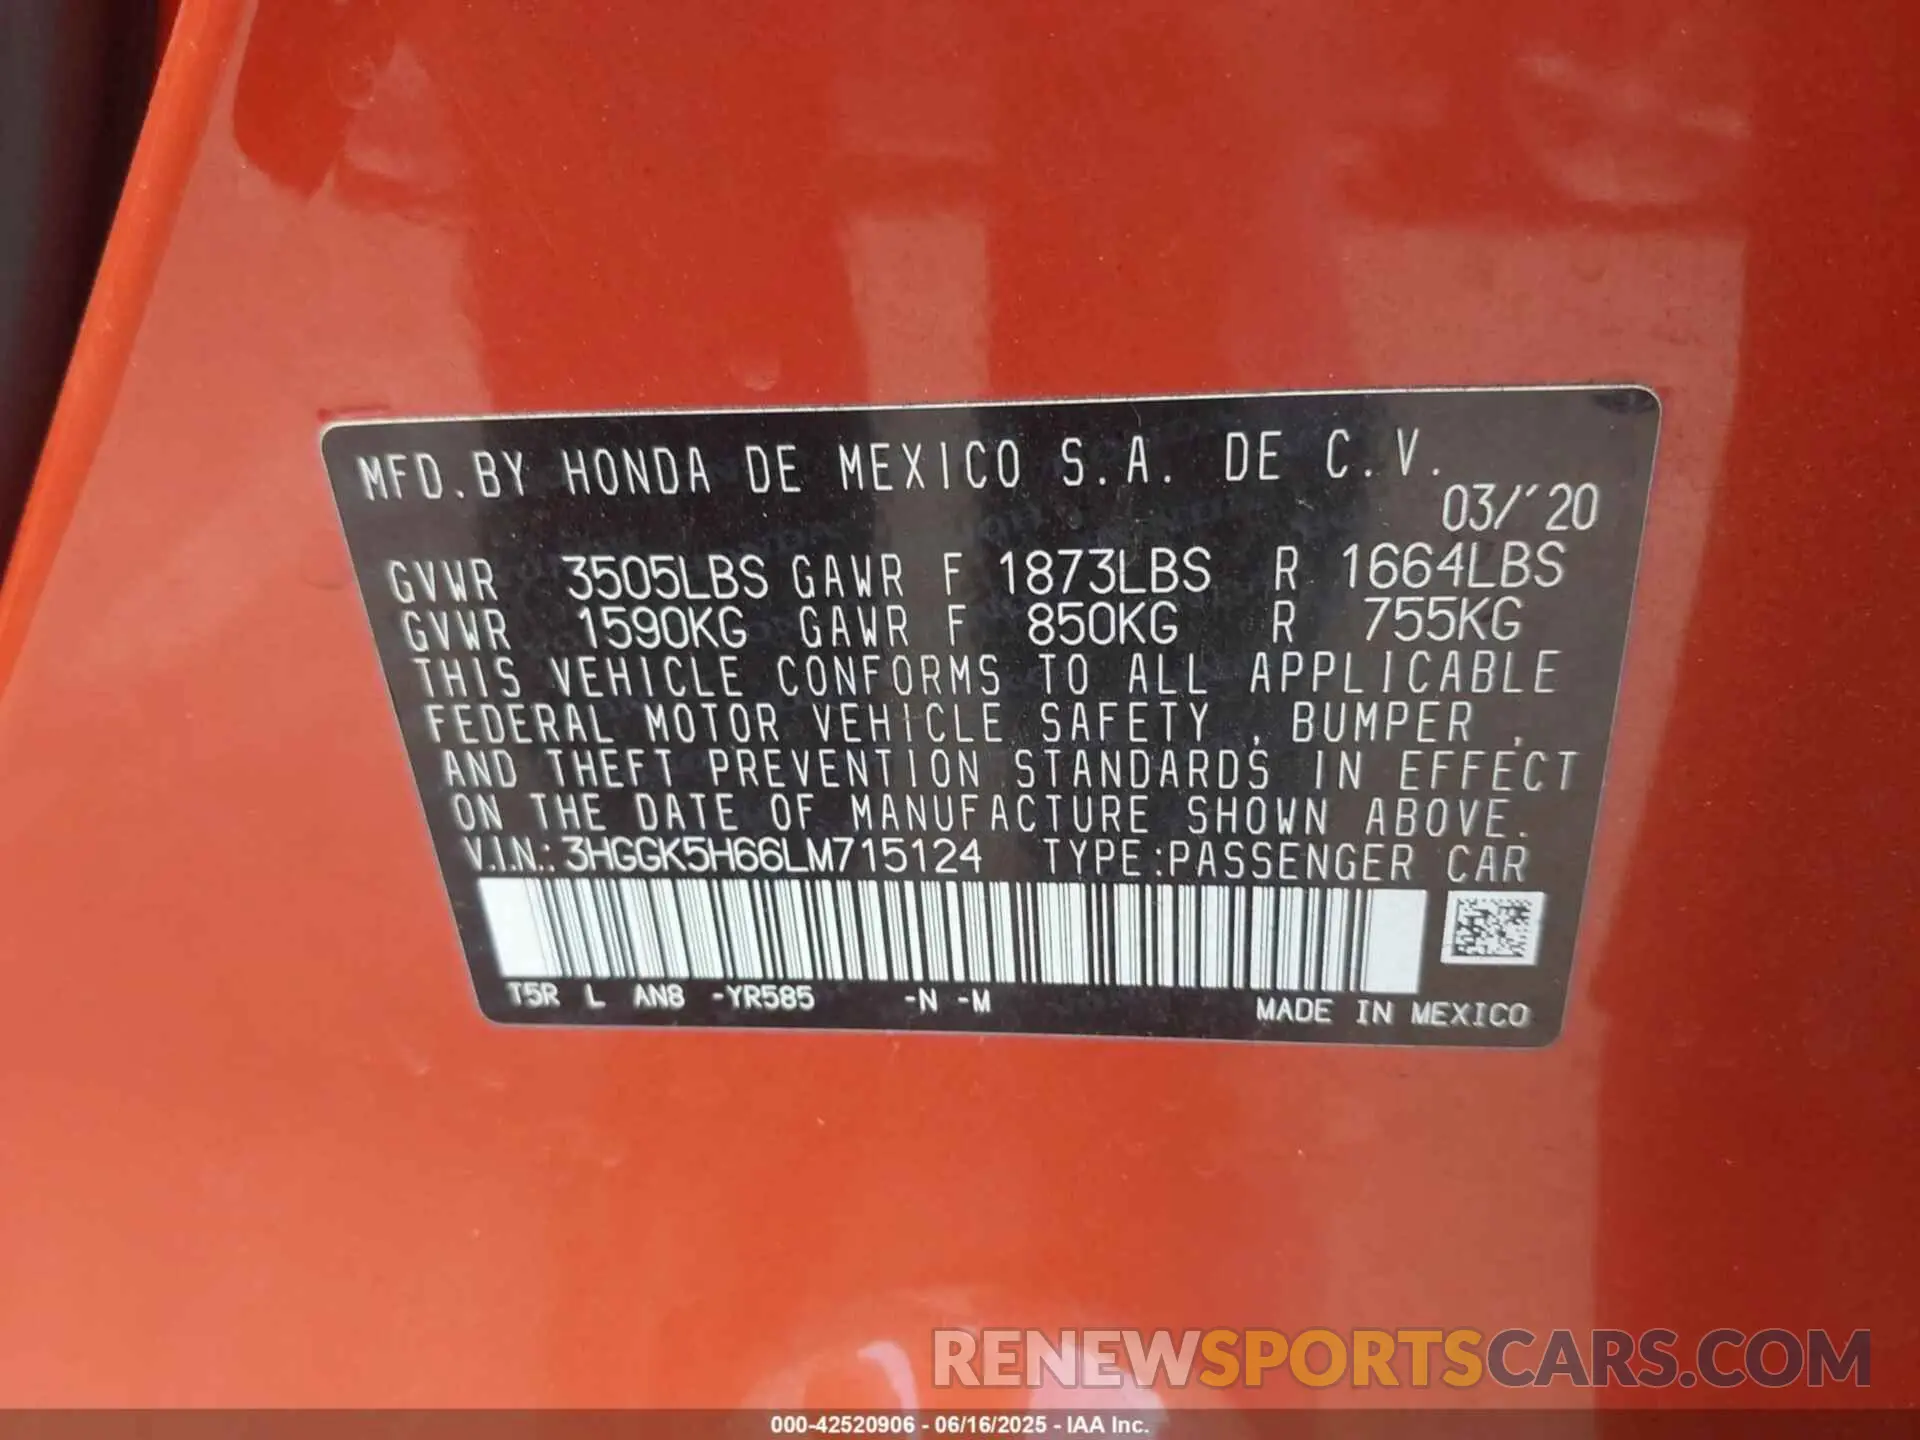 MFD.BY HONDA DE MEXICO S.A. DE C.V.
03/'20
GVWR 3505LBS GAWR F 1873LBS R 1664LBS
GVWR 1590KG GAWR F 850KG R 755KG
THIS VEHICLE CONFORMS TO ALL APPLICABLE
FEDERAL MOTOR VEHICLE SAFETY, BUMPER,
AND THEFT PREVENTION STANDARDS IN EFFECT
ON THE DATE OF MANUFACTURE SHOWN ABOVE.
V.I.N.: 3HGGK5H66LM715124 TYPE:PASSENGER CAR
T5R L AN8 -YR585 -N -M MADE IN MEXICO
RENEWSPORTSCARS.COM
000-42520906 - 06/16/2025 - IAA Inc.